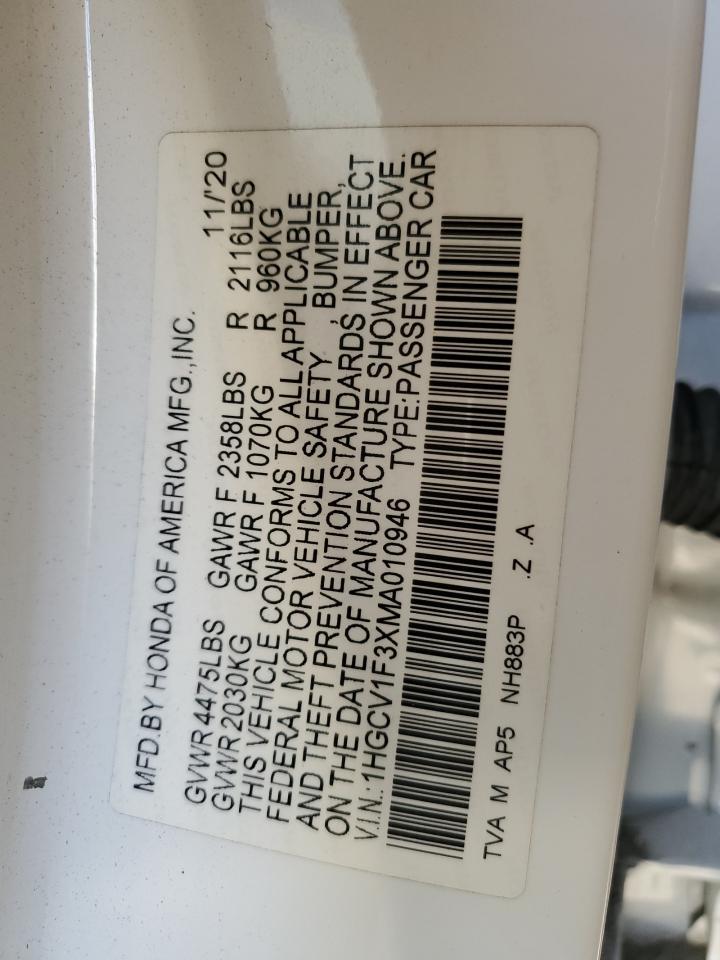 MFD.BY HONDA OF AMERICA MFG.,INC. 11/'20
GVWR 4475LBS GAWR F 2358LBS R 2116LBS
GVWR 2030KG GAWR F 1070KG R 960KG
THIS VEHICLE CONFORMS TO ALL APPLICABLE
FEDERAL MOTOR VEHICLE SAFETY , BUMPER,
AND THEFT PREVENTION STANDARDS IN EFFECT
ON THE DATE OF MANUFACTURE SHOWN ABOVE.
V.I.N.:1HGCV1F3XMA010946 TYPE:PASSENGER CAR
TVA M AP5 NH883P .Z .A